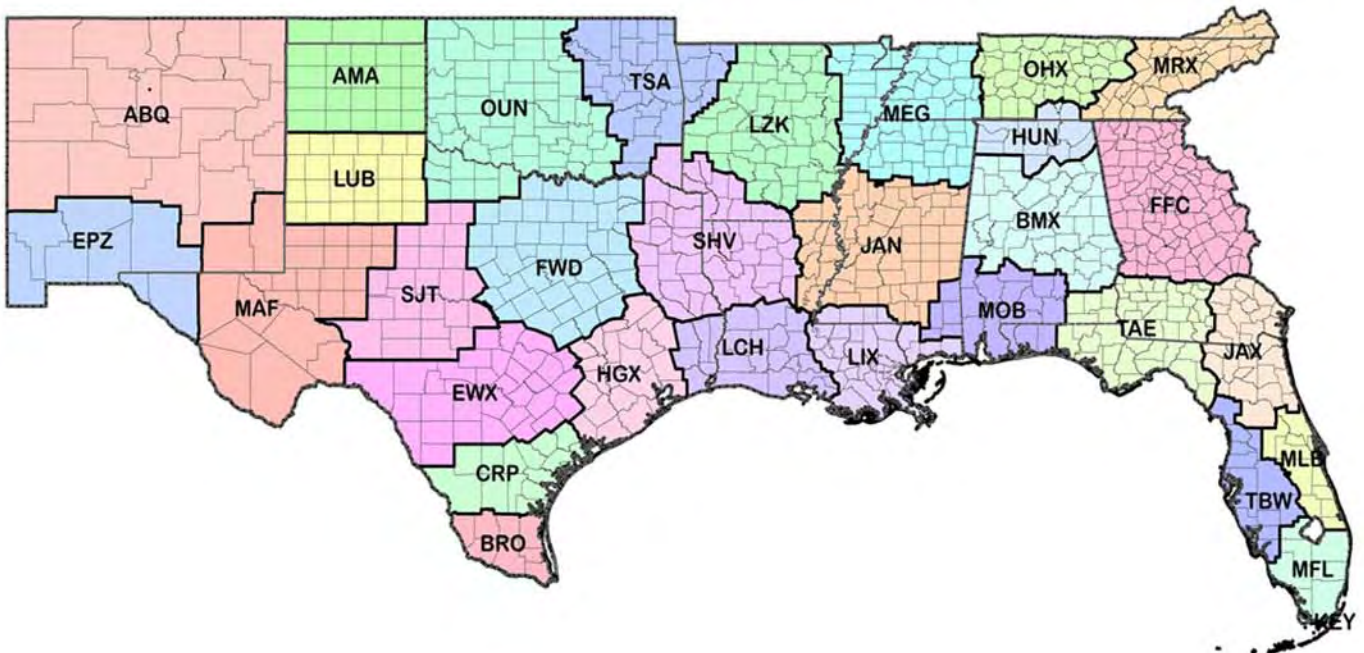 ABQ
AMA
OUN
TSA
LZK
MEG
OHX
MRX
HUN
LUB
FFC
EPZ
SHV
JAN
BMX
FWD
MAF
SJT
MOB
TAE
LCH
LIX
JAX
HGX
EWX
MLB
CRP
TBW
BRO
MFL
KEY